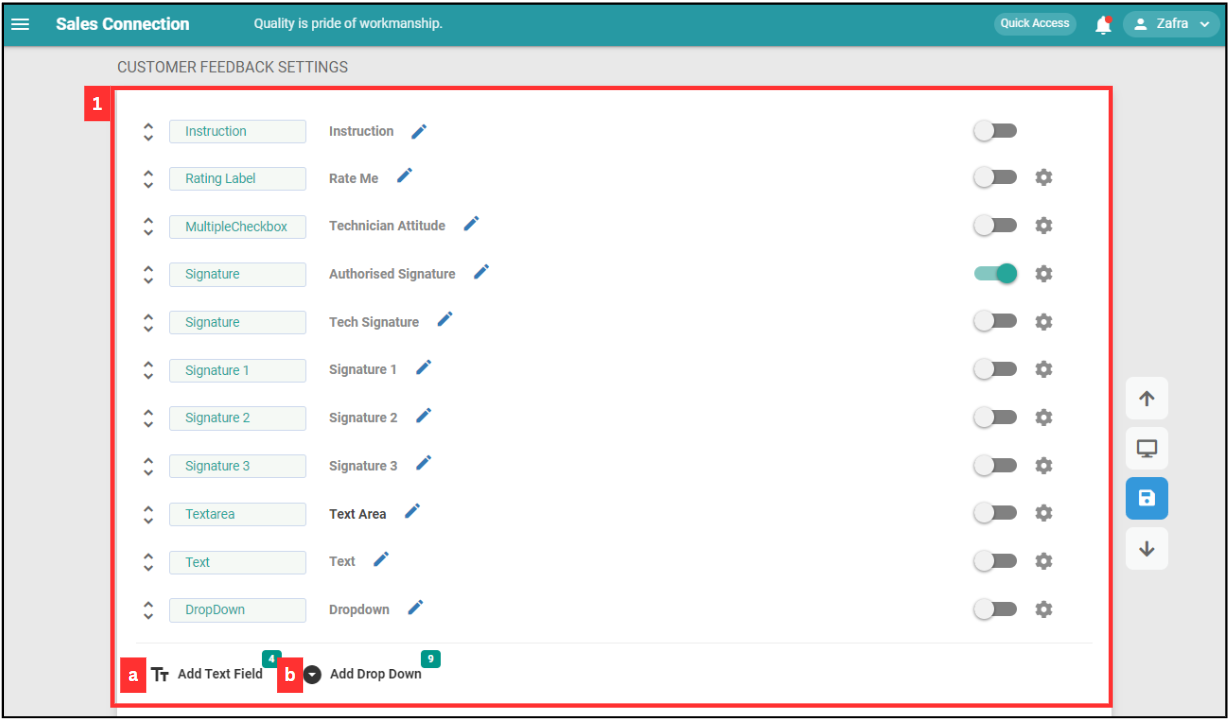 Sales Connection Quality is pride of workmanship. Quick Access Zafra
CUSTOMER FEEDBACK SETTINGS
1
Instruction Instruction
Rating Label Rate Me
MultipleCheckbox Technician Attitude
Signature Authorised Signature
Signature Tech Signature
Signature 1 Signature 1
Signature 2 Signature 2
Signature 3 Signature 3
Textarea Text Area
Text Text
DropDown Dropdown
a Tт Add Text Field 4 b Add Drop Down 9